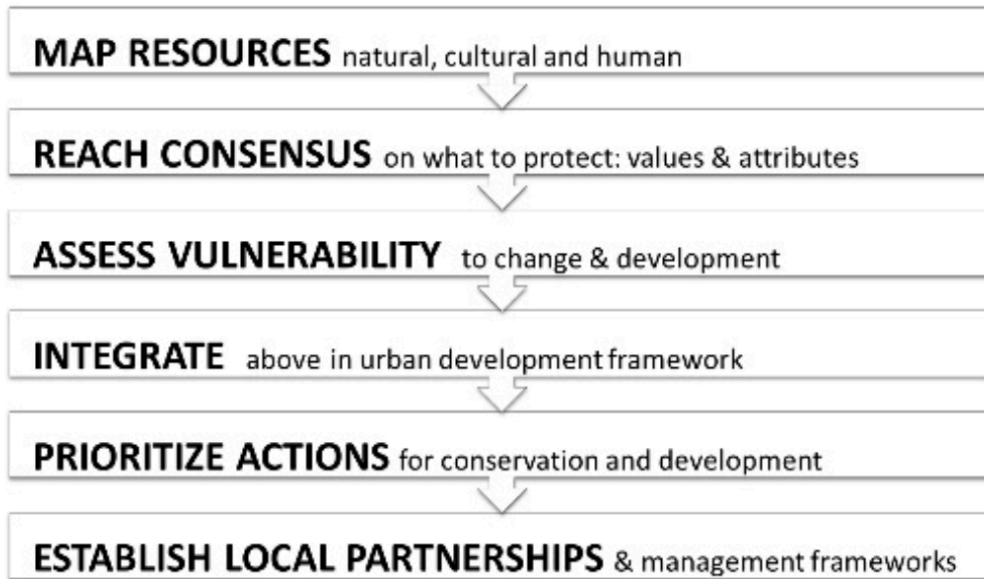 MAP RESOURCES natural, cultural and human
REACH CONSENSUS on what to protect: values & attributes
ASSESS VULNERABILITY to change & development
INTEGRATE above in urban development framework
PRIORITIZE ACTIONS for conservation and development
ESTABLISH LOCAL PARTNERSHIPS & management frameworks